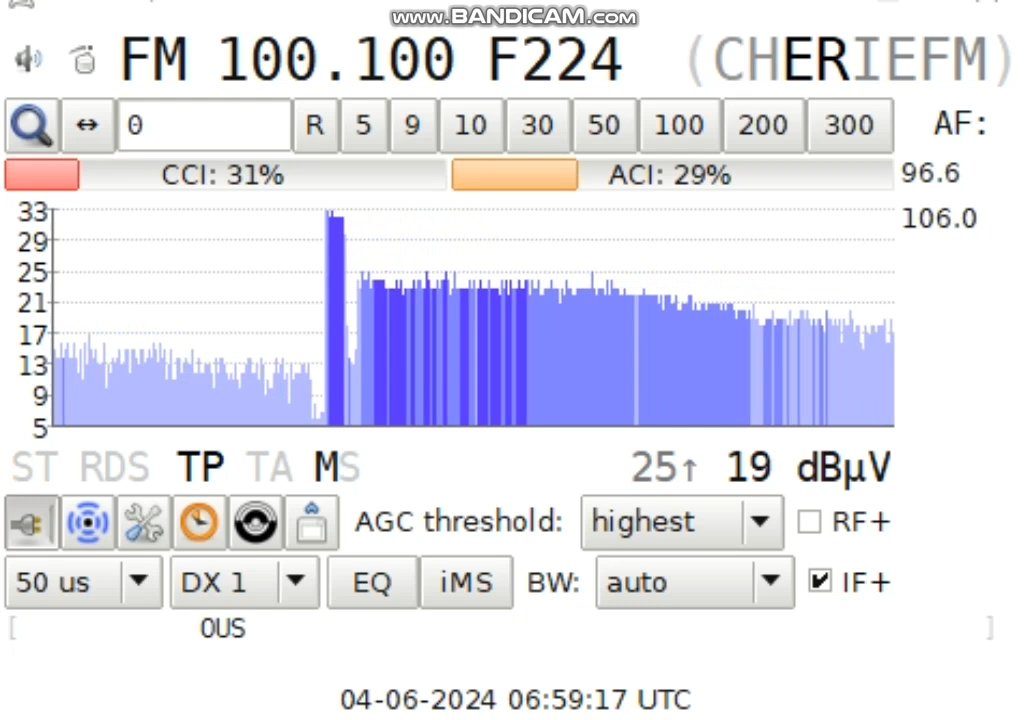 www.BANDICAM.com
FM 100.100 F224 (CHERIEFM)
0 R 5 9 10 30 50 100 200 300 AF:
CCI: 31% ACI: 29% 96.6
106.0
33
29
25
21
17
13
9
5
ST RDS TP TA MS 25↑ 19 dBµV
AGC threshold: highest RF+
50 us DX 1 EQ iMS BW: auto IF+
[ OUS ]
04-06-2024 06:59:17 UTC